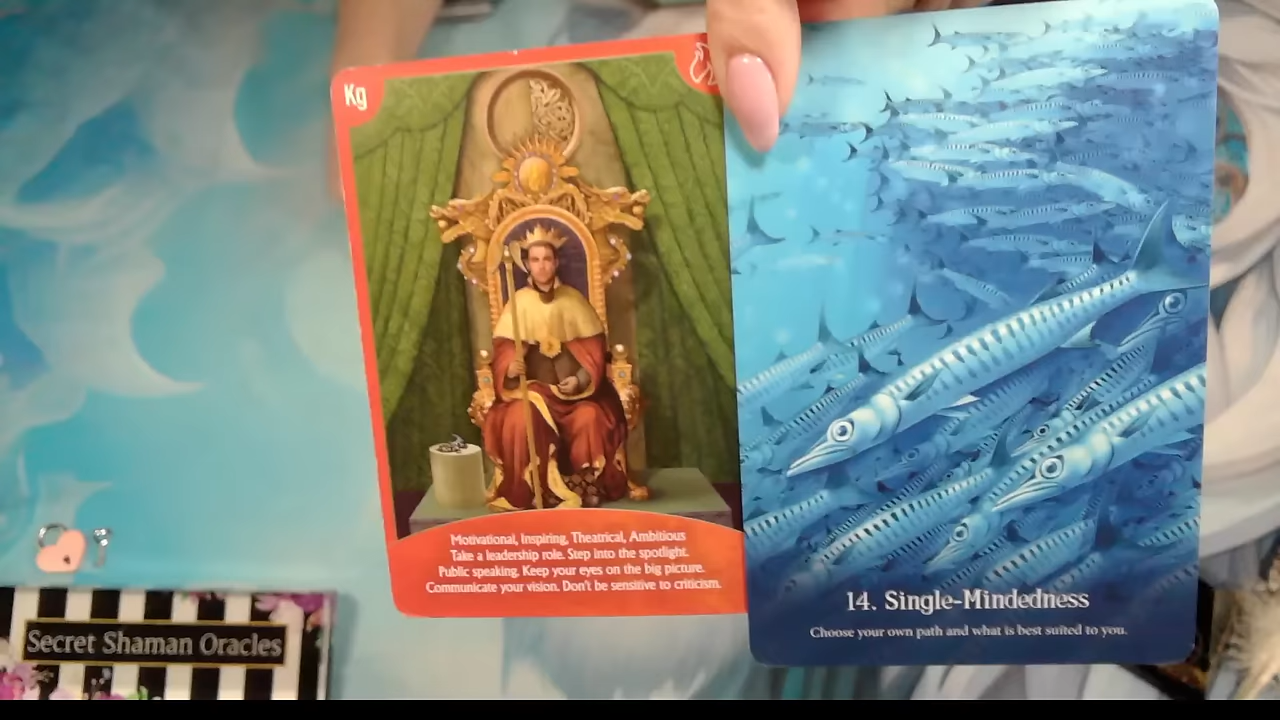 Kg
Motivational, Inspiring, Theatrical, Ambitious
Take a leadership role. Step into the spotlight.
Public speaking. Keep your eyes on the big picture.
Communicate your vision. Don't be sensitive to criticism.
14. Single-Mindedness
Choose your own path and what is best suited to you.
Secret Shaman Oracles